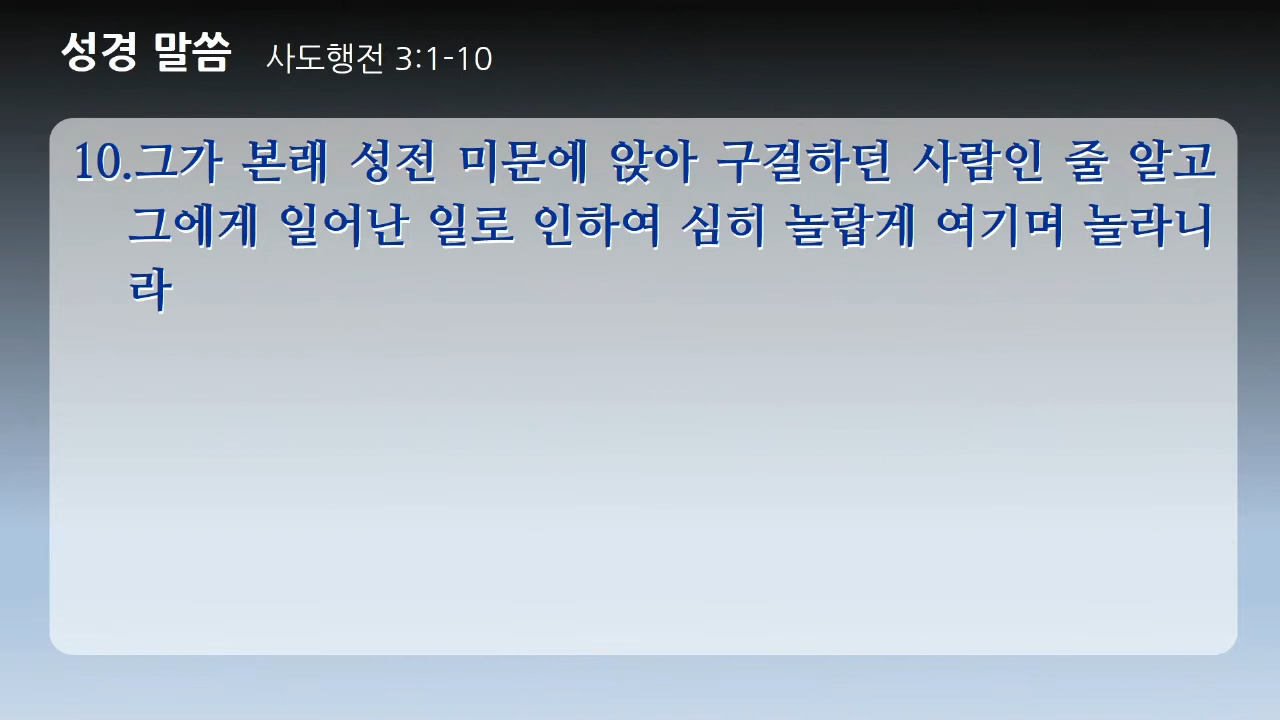 성경 말씀 사도행전 3:1-10
10.그가 본래 성전 미문에 앉아 구걸하던 사람인 줄 알고
그에게 일어난 일로 인하여 심히 놀랍게 여기며 놀라니
라